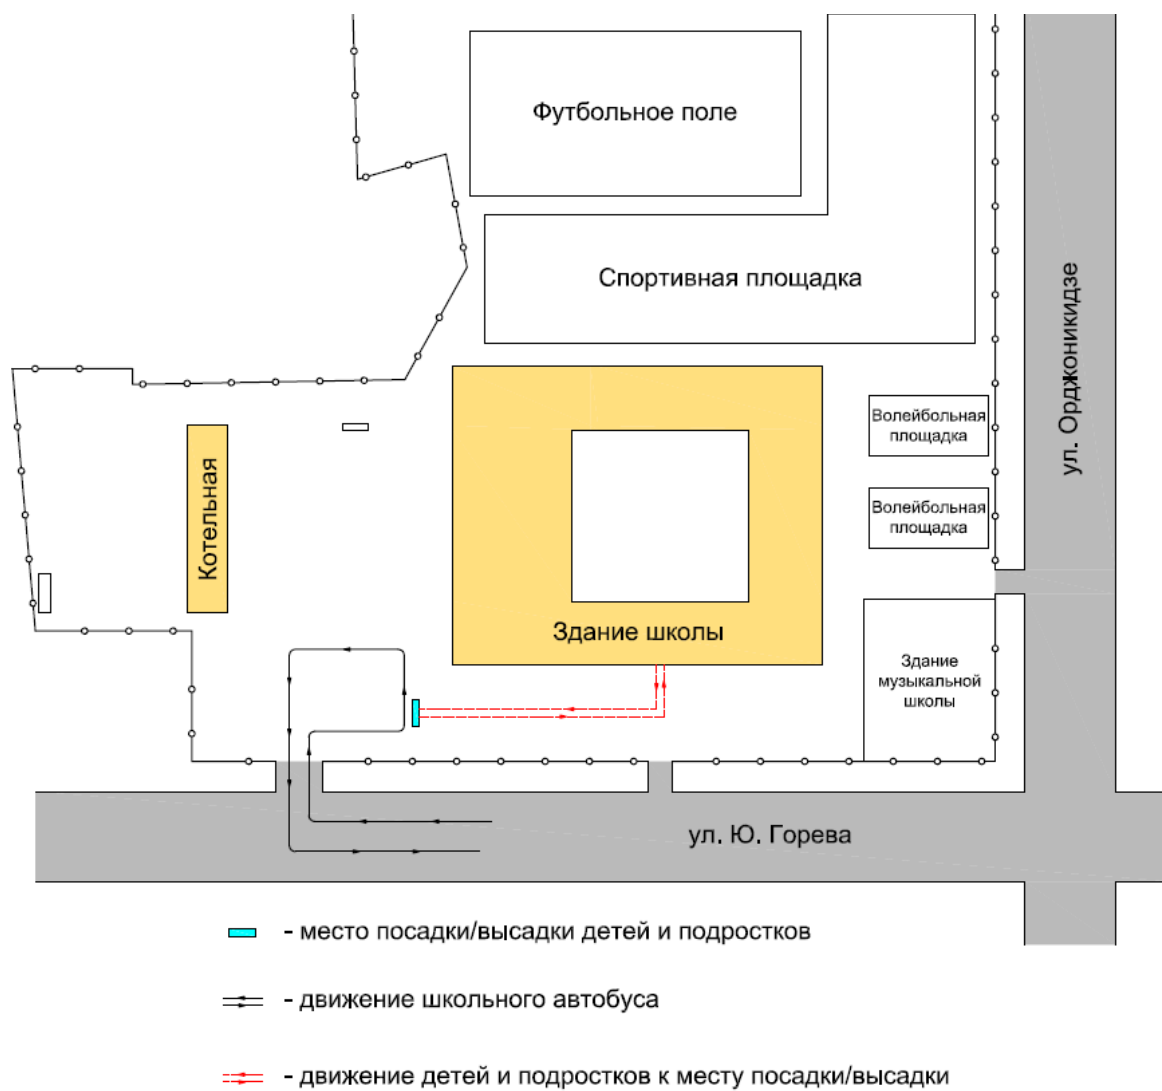 Футбольное поле
Спортивная площадка
ул. Орджоникидзе
Волейбольная
площадка
Котельная
Волейбольная
площадка
Здание школы
Здание
музыкальной
школы
ул. Ю. Горева
- место посадки/высадки детей и подростков
- движение школьного автобуса
- движение детей и подростков к месту посадки/высадки